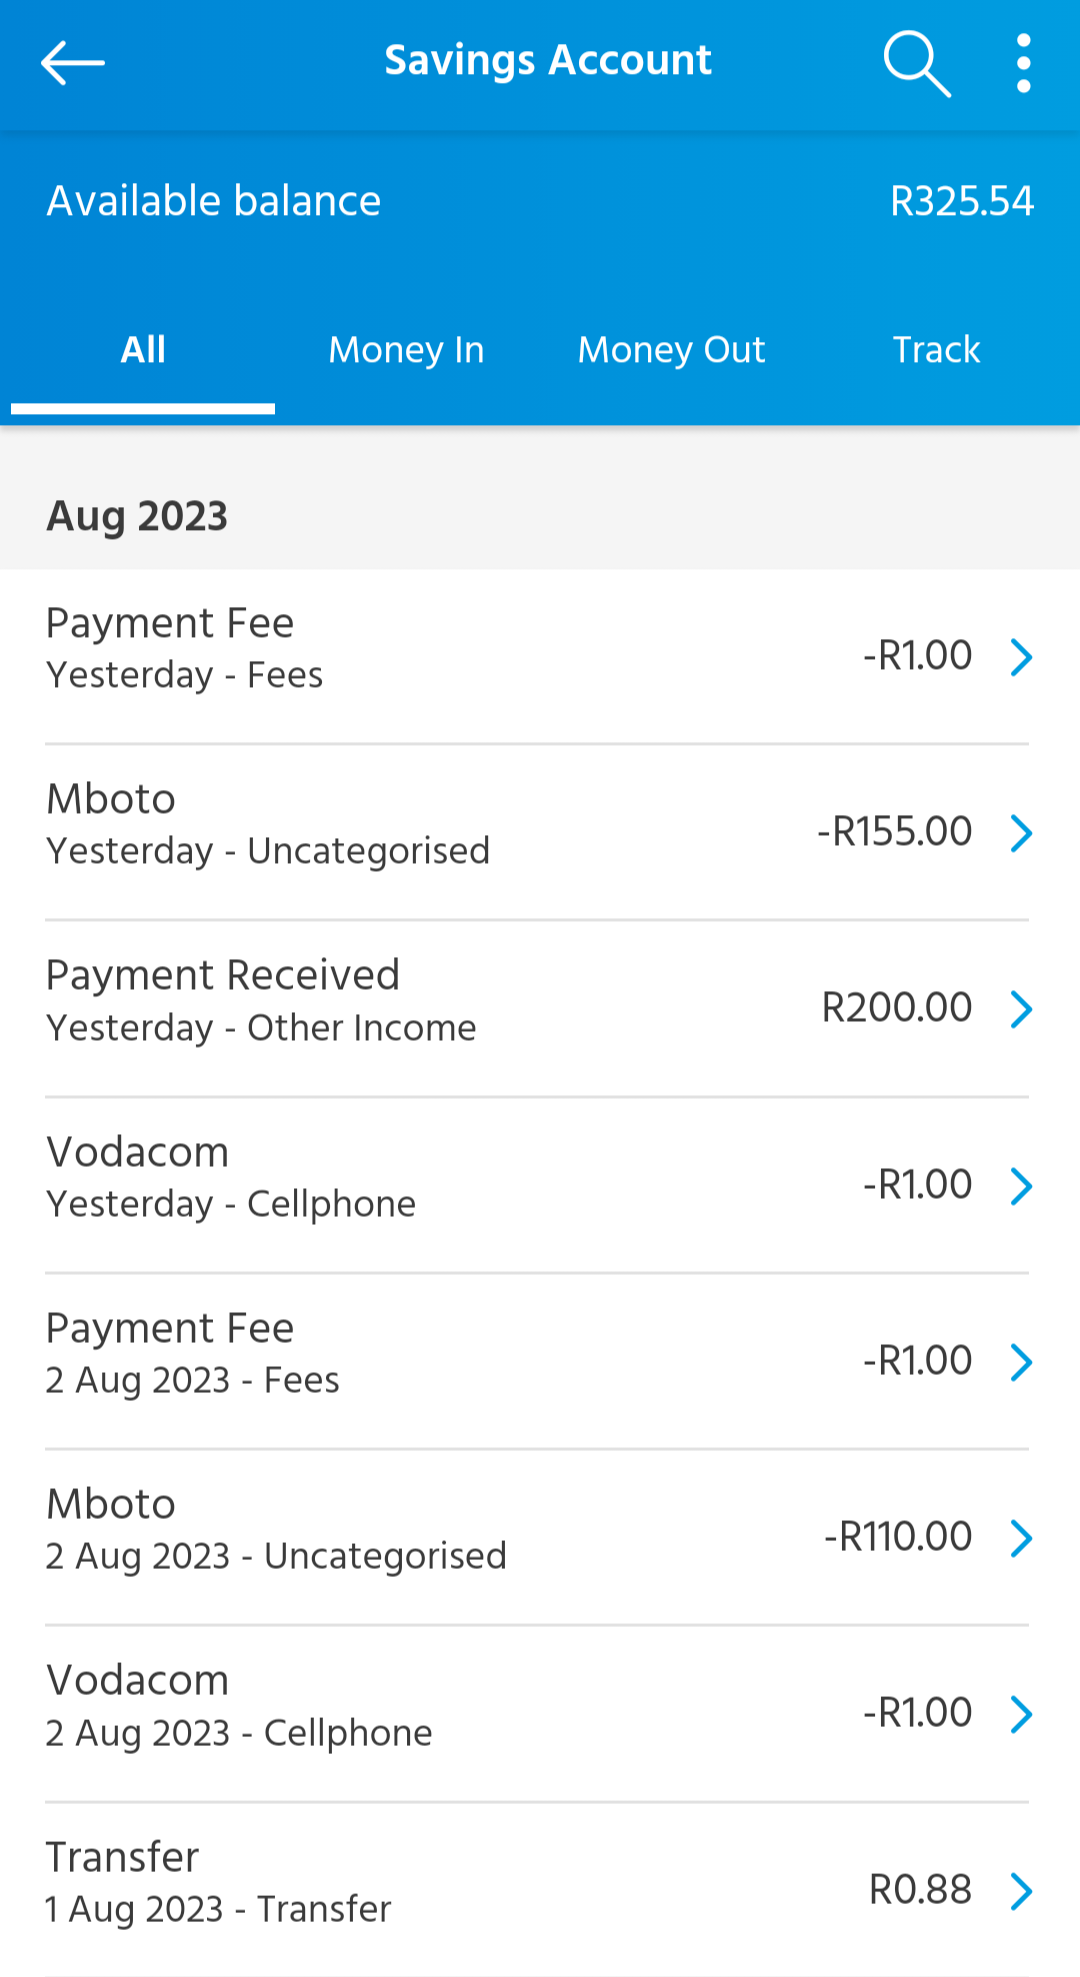 Savings Account
Available balance R325.54
All Money In Money Out Track
Aug 2023
Payment Fee
Yesterday - Fees
-R1.00
Mboto
Yesterday - Uncategorised
-R155.00
Payment Received
Yesterday - Other Income
R200.00
Vodacom
Yesterday - Cellphone
-R1.00
Payment Fee
2 Aug 2023 - Fees
-R1.00
Mboto
2 Aug 2023 - Uncategorised
-R110.00
Vodacom
2 Aug 2023 - Cellphone
-R1.00
Transfer
1 Aug 2023 - Transfer
R0.88